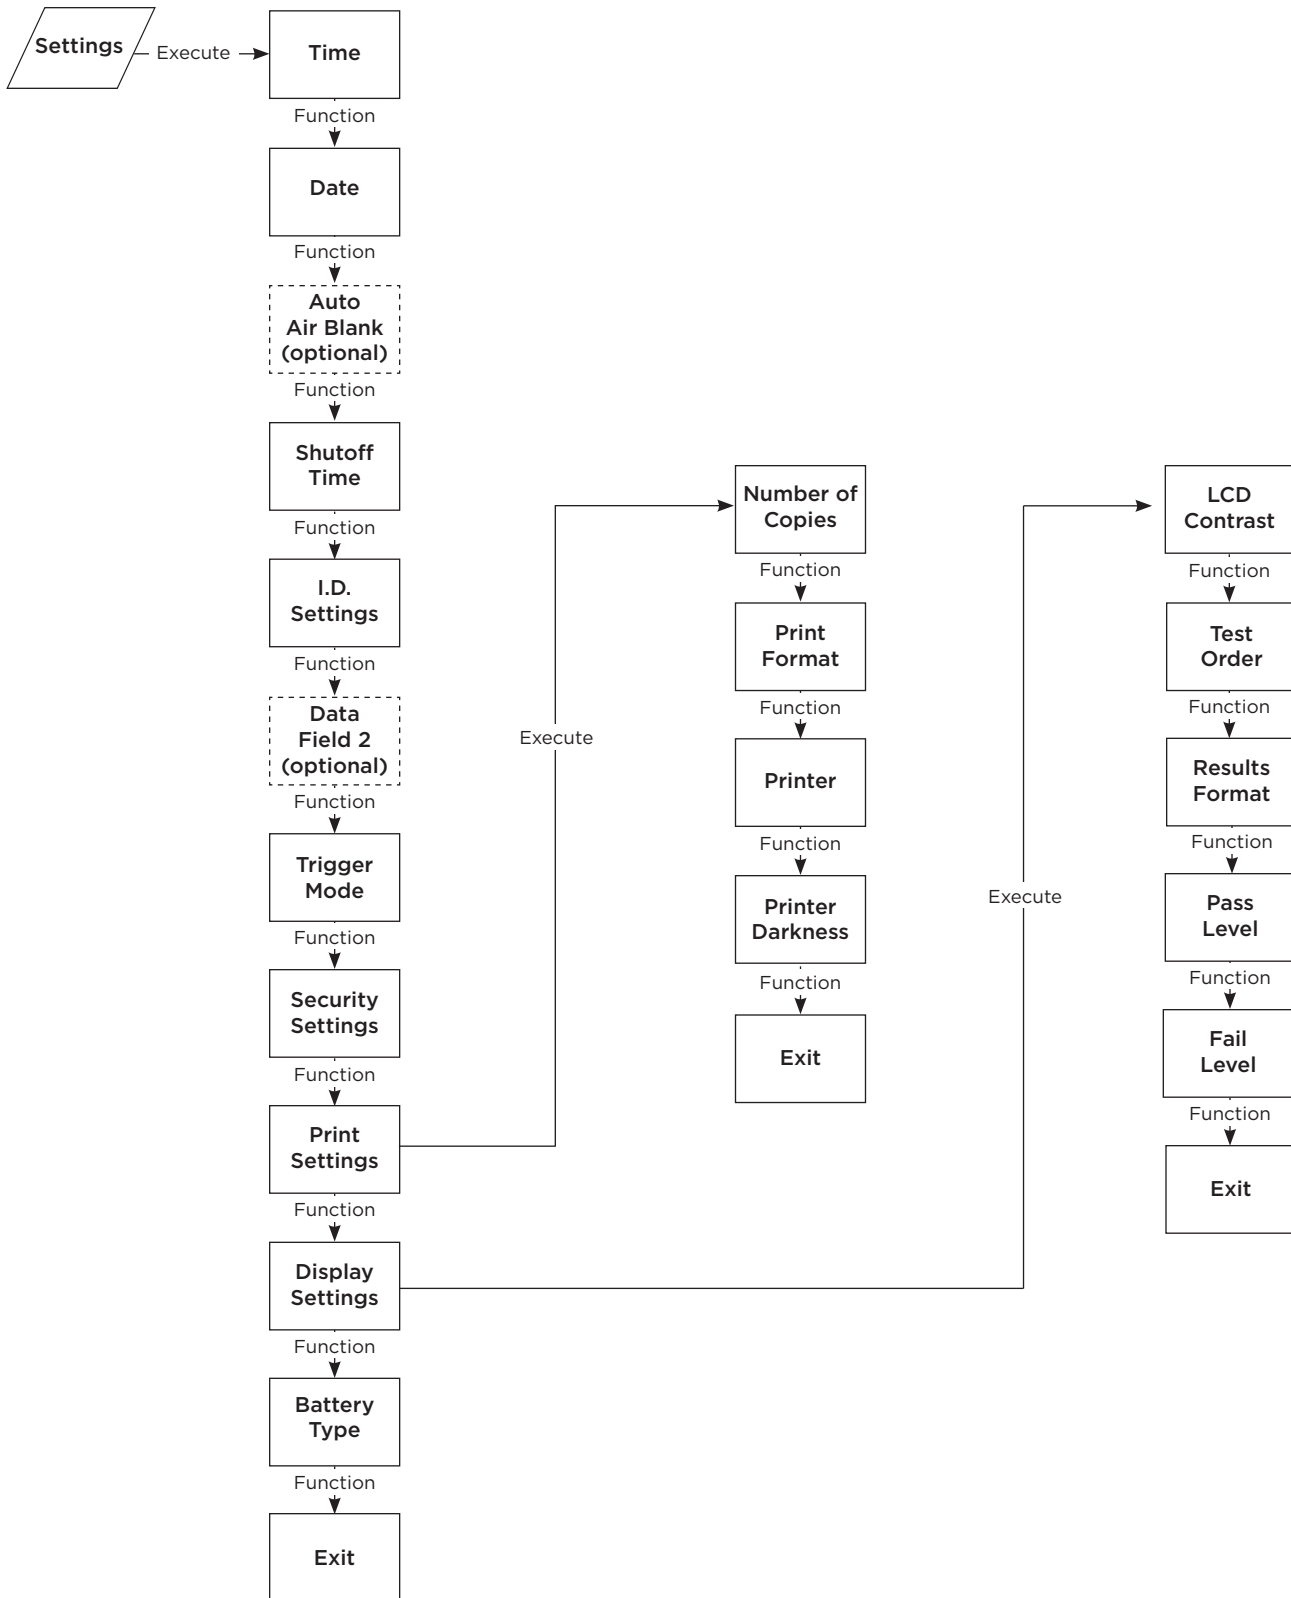 Settings
Execute
Time
Function
Date
Function
Auto
Air Blank
(optional)
Function
Shutoff
Time
Function
I.D.
Settings
Function
Data
Field 2
(optional)
Function
Trigger
Mode
Function
Security
Settings
Function
Print
Settings
Function
Display
Settings
Function
Battery
Type
Function
Exit
Execute
Number of
Copies
Function
Print
Format
Function
Printer
Function
Printer
Darkness
Function
Exit
Execute
LCD
Contrast
Function
Test
Order
Function
Results
Format
Function
Pass
Level
Function
Fail
Level
Function
Exit